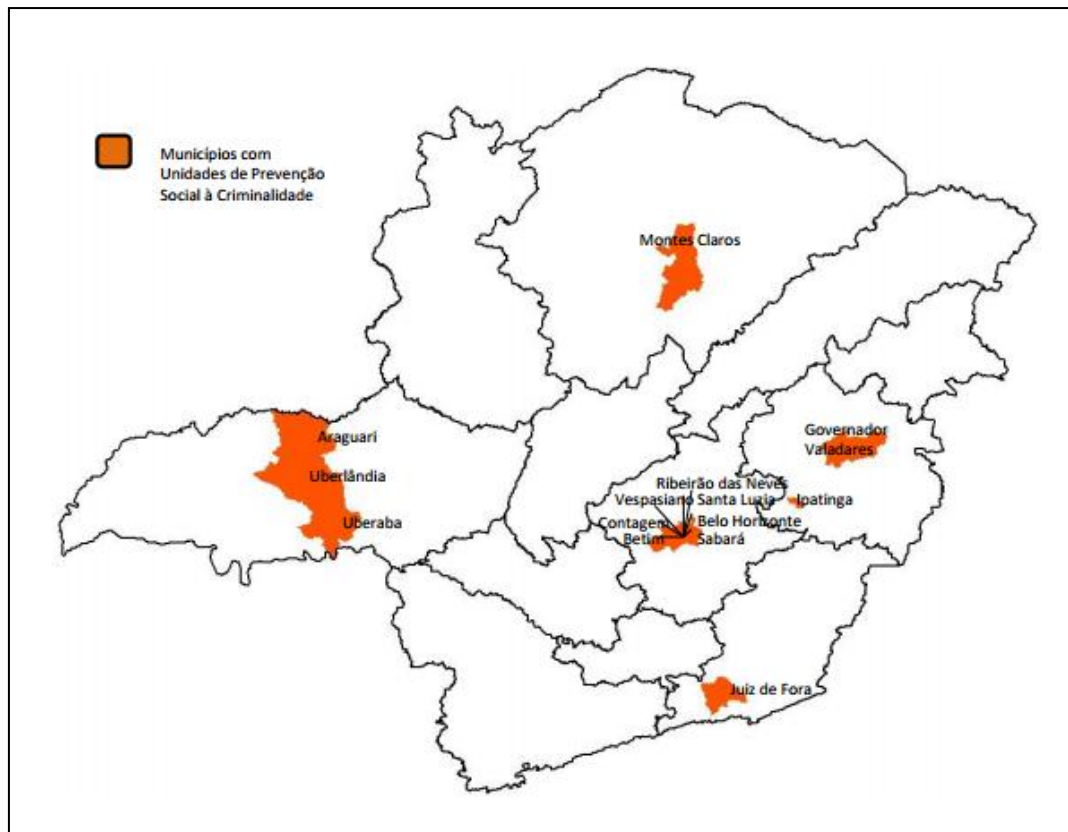 Municípios com
Unidades de Prevenção
Social à Criminalidade
Montes Claros
Araguari
Uberlândia
Uberaba
Governador
Valadares
Ribeirão das Neves
Vespasiano Santa Luzia
Ipatinga
Contagem
Belo Horizonte
Betim
Sabará
Juiz de Fora